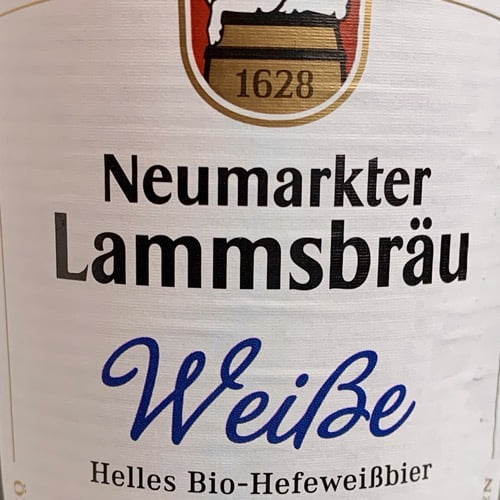 1628
Neumarkter
Lammsbräu
Weiße
Helles Bio-Hefeweißbier